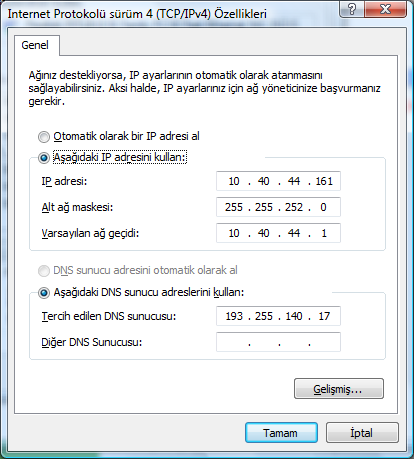 Internet Protokolü sürüm 4 (TCP/IPv4) Özellikleri
Genel
Ağınız destekliyorsa, IP ayarlarının otomatik olarak atanmasını
sağlayabilirsiniz. Aksi halde, IP ayarlarınız için ağ yöneticinize başvurmanız
gerekir.
Otomatik olarak bir IP adresi al
Aşağıdaki IP adresini kullan:
IP adresi: 10 . 40 . 44 . 161
Alt ağ maskesi: 255 . 255 . 252 . 0
Varsayılan ağ geçidi: 10 . 40 . 44 . 1
DNS sunucu adresini otomatik olarak al
Aşağıdaki DNS sunucu adreslerini kullan:
Tercih edilen DNS sunucusu: 193 . 255 . 140 . 17
Diğer DNS Sunucusu: . . .
Gelişmiş...
Tamam İptal